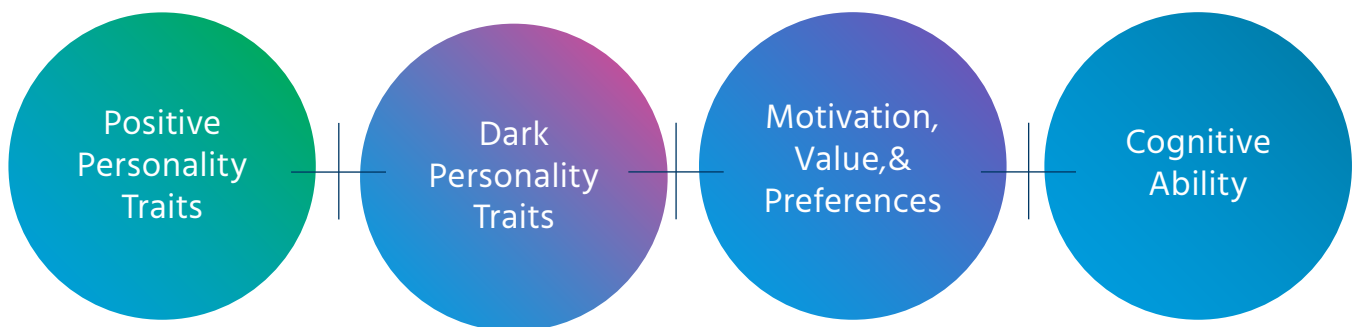 Positive
Personality
Traits
Dark
Personality
Traits
Motivation,
Value,&
Preferences
Cognitive
Ability